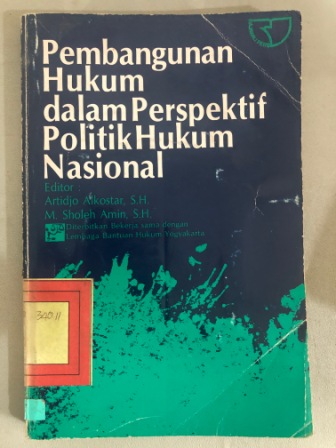 Pembangunan
Hukum
dalam Perspektif
Politik Hukum
Nasional
Editor :
Artidjo Alkostar, S.H.
M. Sholeh Amin, S.H.
Diterbitkan Bekerja sama dengan
Lembaga Bantuan Hukum Yogyakarta
340.11